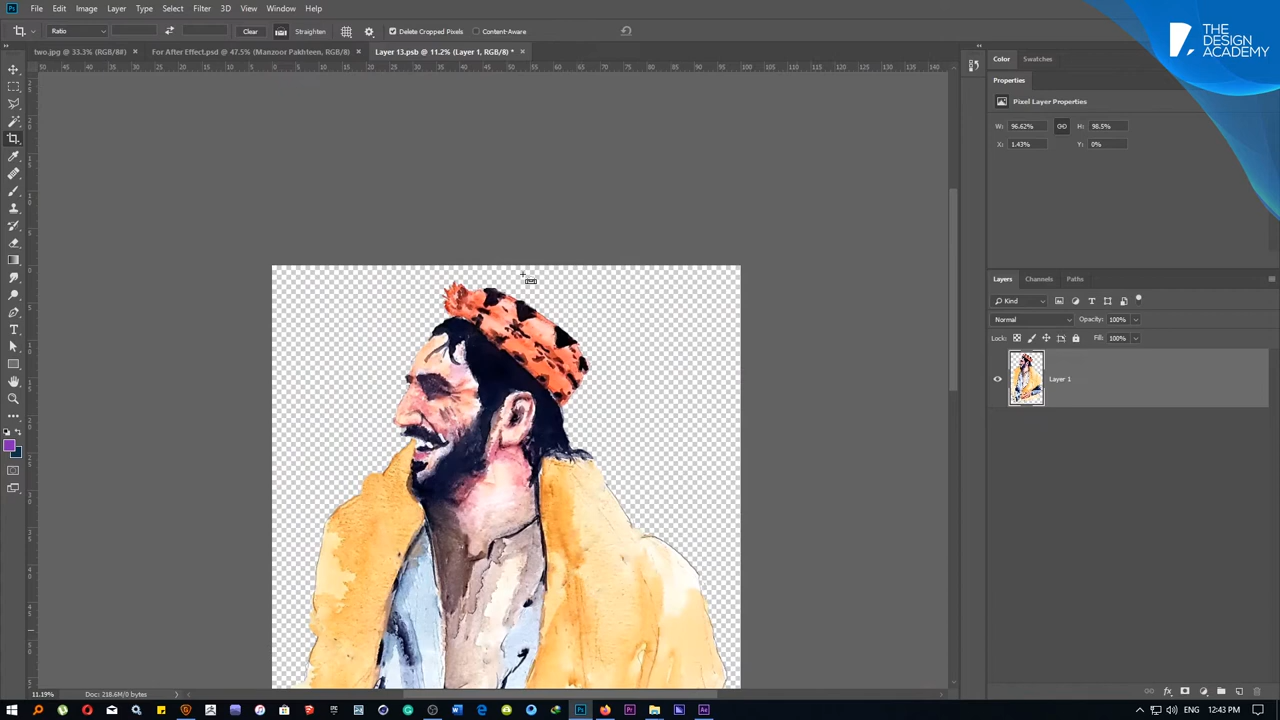 Ps File Edit Image Layer Type Select Filter 3D View Window Help
THE
DESIGN
ACADEMY
Ratio Clear Straighten Delete Cropped Pixels Content-Aware
two.jpg @ 33.3% (RGB/8#) × For After Effect.psd @ 47.5% (Manzoor Pakhteen, RGB/8) × Layer 13.psb @ 11.2% (Layer 1, RGB/8) * ×
Color Swatches
Properties
Pixel Layer Properties
W: 96.62% H: 98.5%
X: 1.43% Y: 0%
Layers Channels Paths
Kind
Normal Opacity: 100%
Lock: Fill: 100%
Layer 1
11.19% Doc: 218.6M/0 bytes
12:43 PM